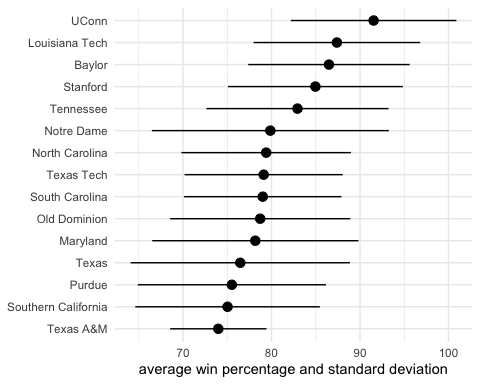 UConn
Louisiana Tech
Baylor
Stanford
Tennessee
Notre Dame
North Carolina
Texas Tech
South Carolina
Old Dominion
Maryland
Texas
Purdue
Southern California
Texas A&M
70 80 90 100
average win percentage and standard deviation